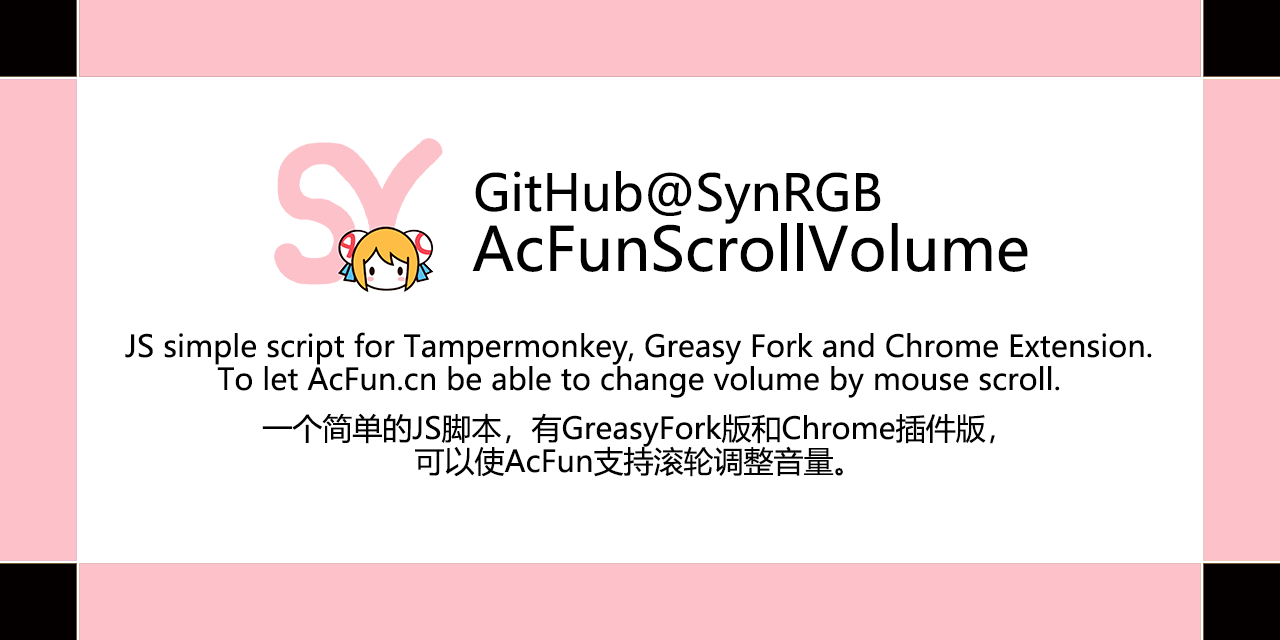 SY
GitHub@SynRGB
AcFunScrollVolume
JS simple script for Tampermonkey, Greasy Fork and Chrome Extension.
To let AcFun.cn be able to change volume by mouse scroll.
一个简单的JS脚本，有GreasyFork版和Chrome插件版，
可以使AcFun支持滚轮调整音量。